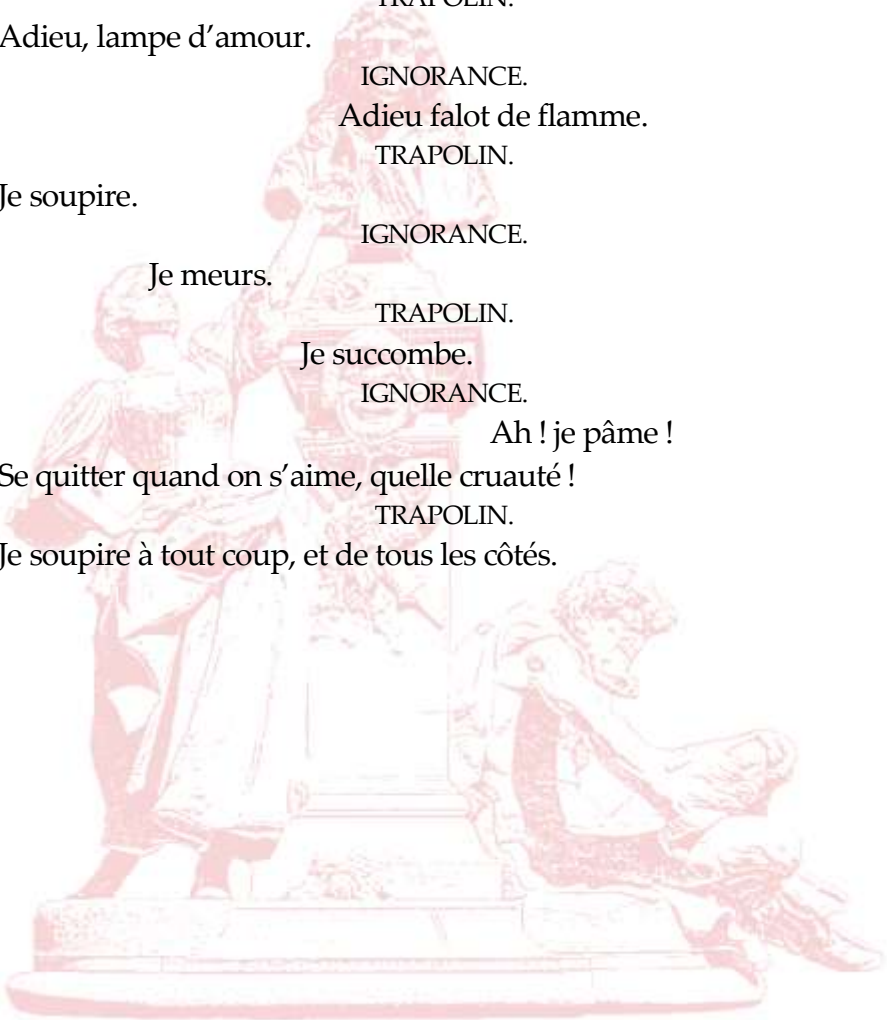 TRAPOLIN.
Adieu, lampe d’amour.
IGNORANCE.
Adieu falot de flamme.
TRAPOLIN.
Je soupire.
IGNORANCE.
Je meurs.
TRAPOLIN.
Je succombe.
IGNORANCE.
Ah ! je pâme !
Se quitter quand on s’aime, quelle cruauté !
TRAPOLIN.
Je soupire à tout coup, et de tous les côtés.